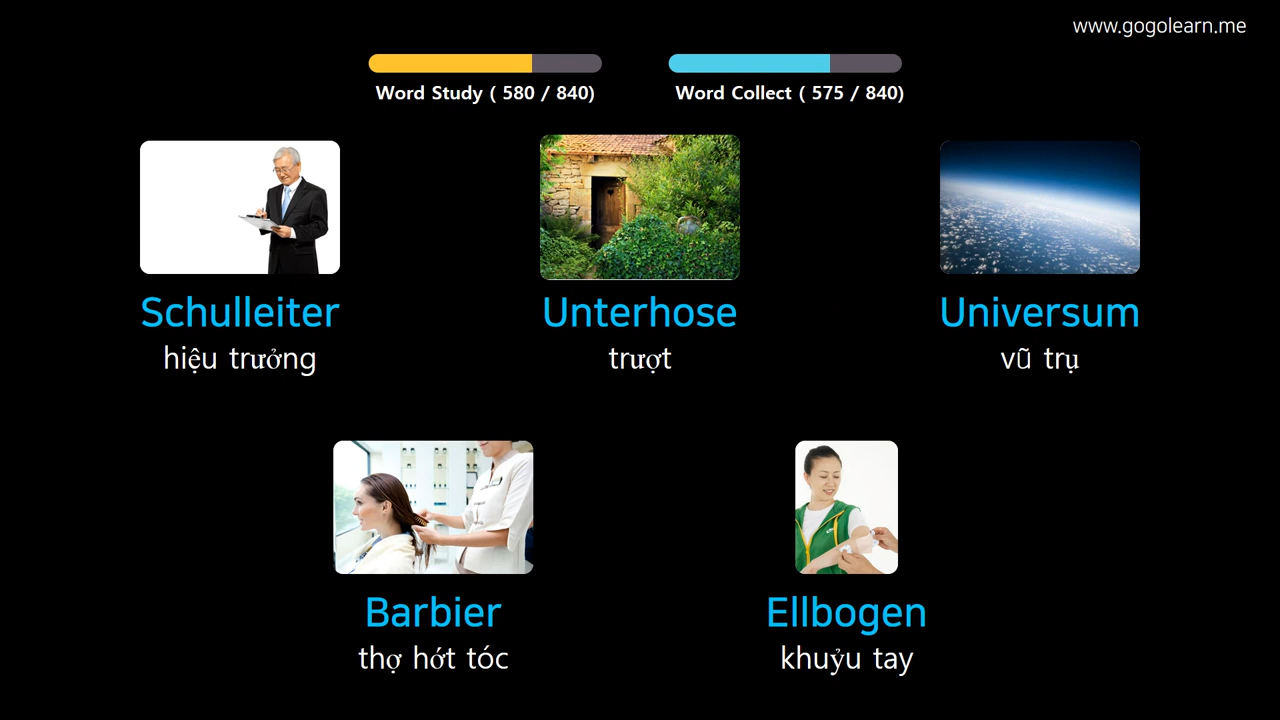 www.gogolearn.me
Word Study ( 580 / 840)
Word Collect ( 575 / 840)
Schulleiter
hiệu trưởng
Unterhose
trượt
Universum
vũ trụ
Barbier
thợ hớt tóc
Ellbogen
khuỷu tay